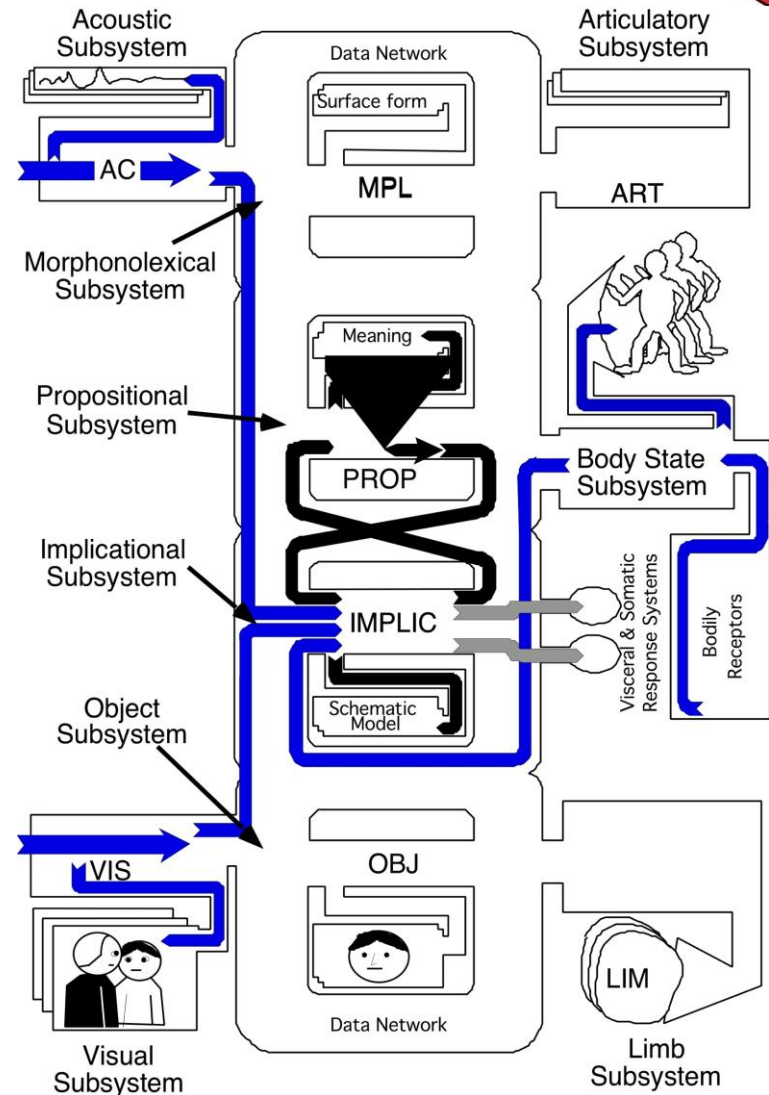 Acoustic
Subsystem
Data Network
Articulatory
Subsystem
Surface form
AC
MPL
ART
Morphonolexical
Subsystem
Meaning
Propositional
Subsystem
PROP
Body State
Subsystem
Implicational
Subsystem
IMPLIC
Visceral & Somatic
Response Systems
Bodily
Receptors
Schematic
Model
Object
Subsystem
VIS
OBJ
LIM
Data Network
Visual
Subsystem
Limb
Subsystem